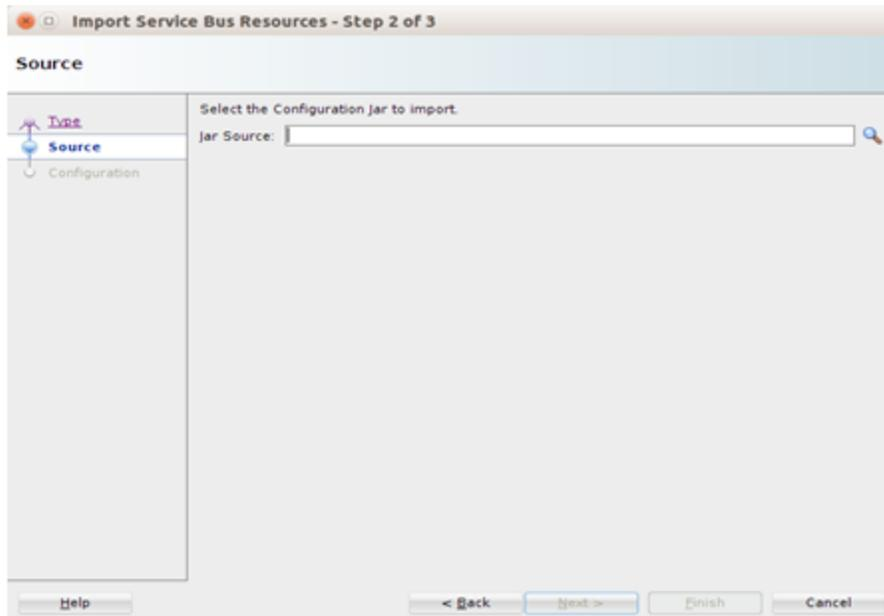 Import Service Bus Resources - Step 2 of 3
Source
Type
Source
Configuration
Select the Configuration Jar to import.
Jar Source:
Help
< Back
Next >
Finish
Cancel